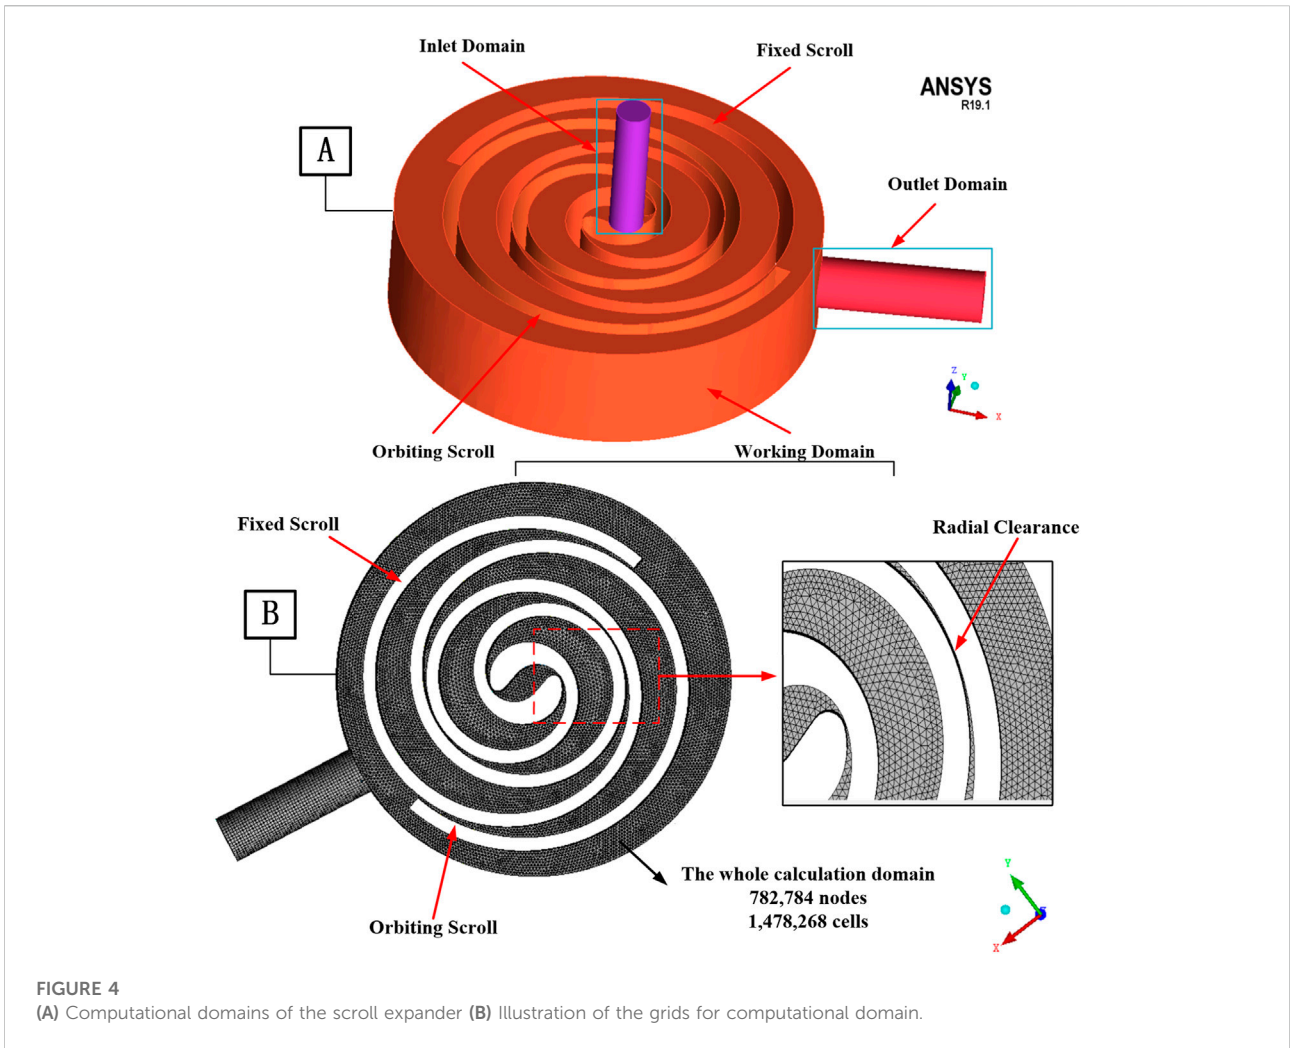 Inlet Domain
Fixed Scroll
ANSYS
R19.1
A
Outlet Domain
Z
Y
X
Orbiting Scroll
Working Domain
Fixed Scroll
Radial Clearance
B
The whole calculation domain
782,784 nodes
1,478,268 cells
Y
Z
X
Orbiting Scroll
FIGURE 4
(A) Computational domains of the scroll expander (B) Illustration of the grids for computational domain.